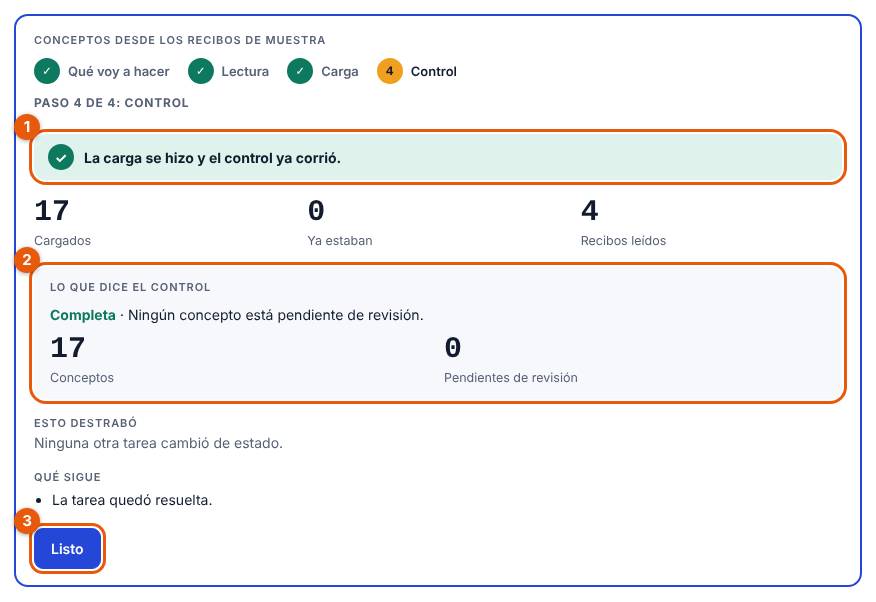 CONCEPTOS DESDE LOS RECIBOS DE MUESTRA
✓ Qué voy a hacer ✓ Lectura ✓ Carga 4 Control
PASO 4 DE 4: CONTROL
1
✓ La carga se hizo y el control ya corrió.
17 0 4
Cargados Ya estaban Recibos leídos
2
LO QUE DICE EL CONTROL
Completa · Ningún concepto está pendiente de revisión.
17 0
Conceptos Pendientes de revisión
ESTO DESTRABÓ
Ninguna otra tarea cambió de estado.
QUÉ SIGUE
• La tarea quedó resuelta.
3
Listo